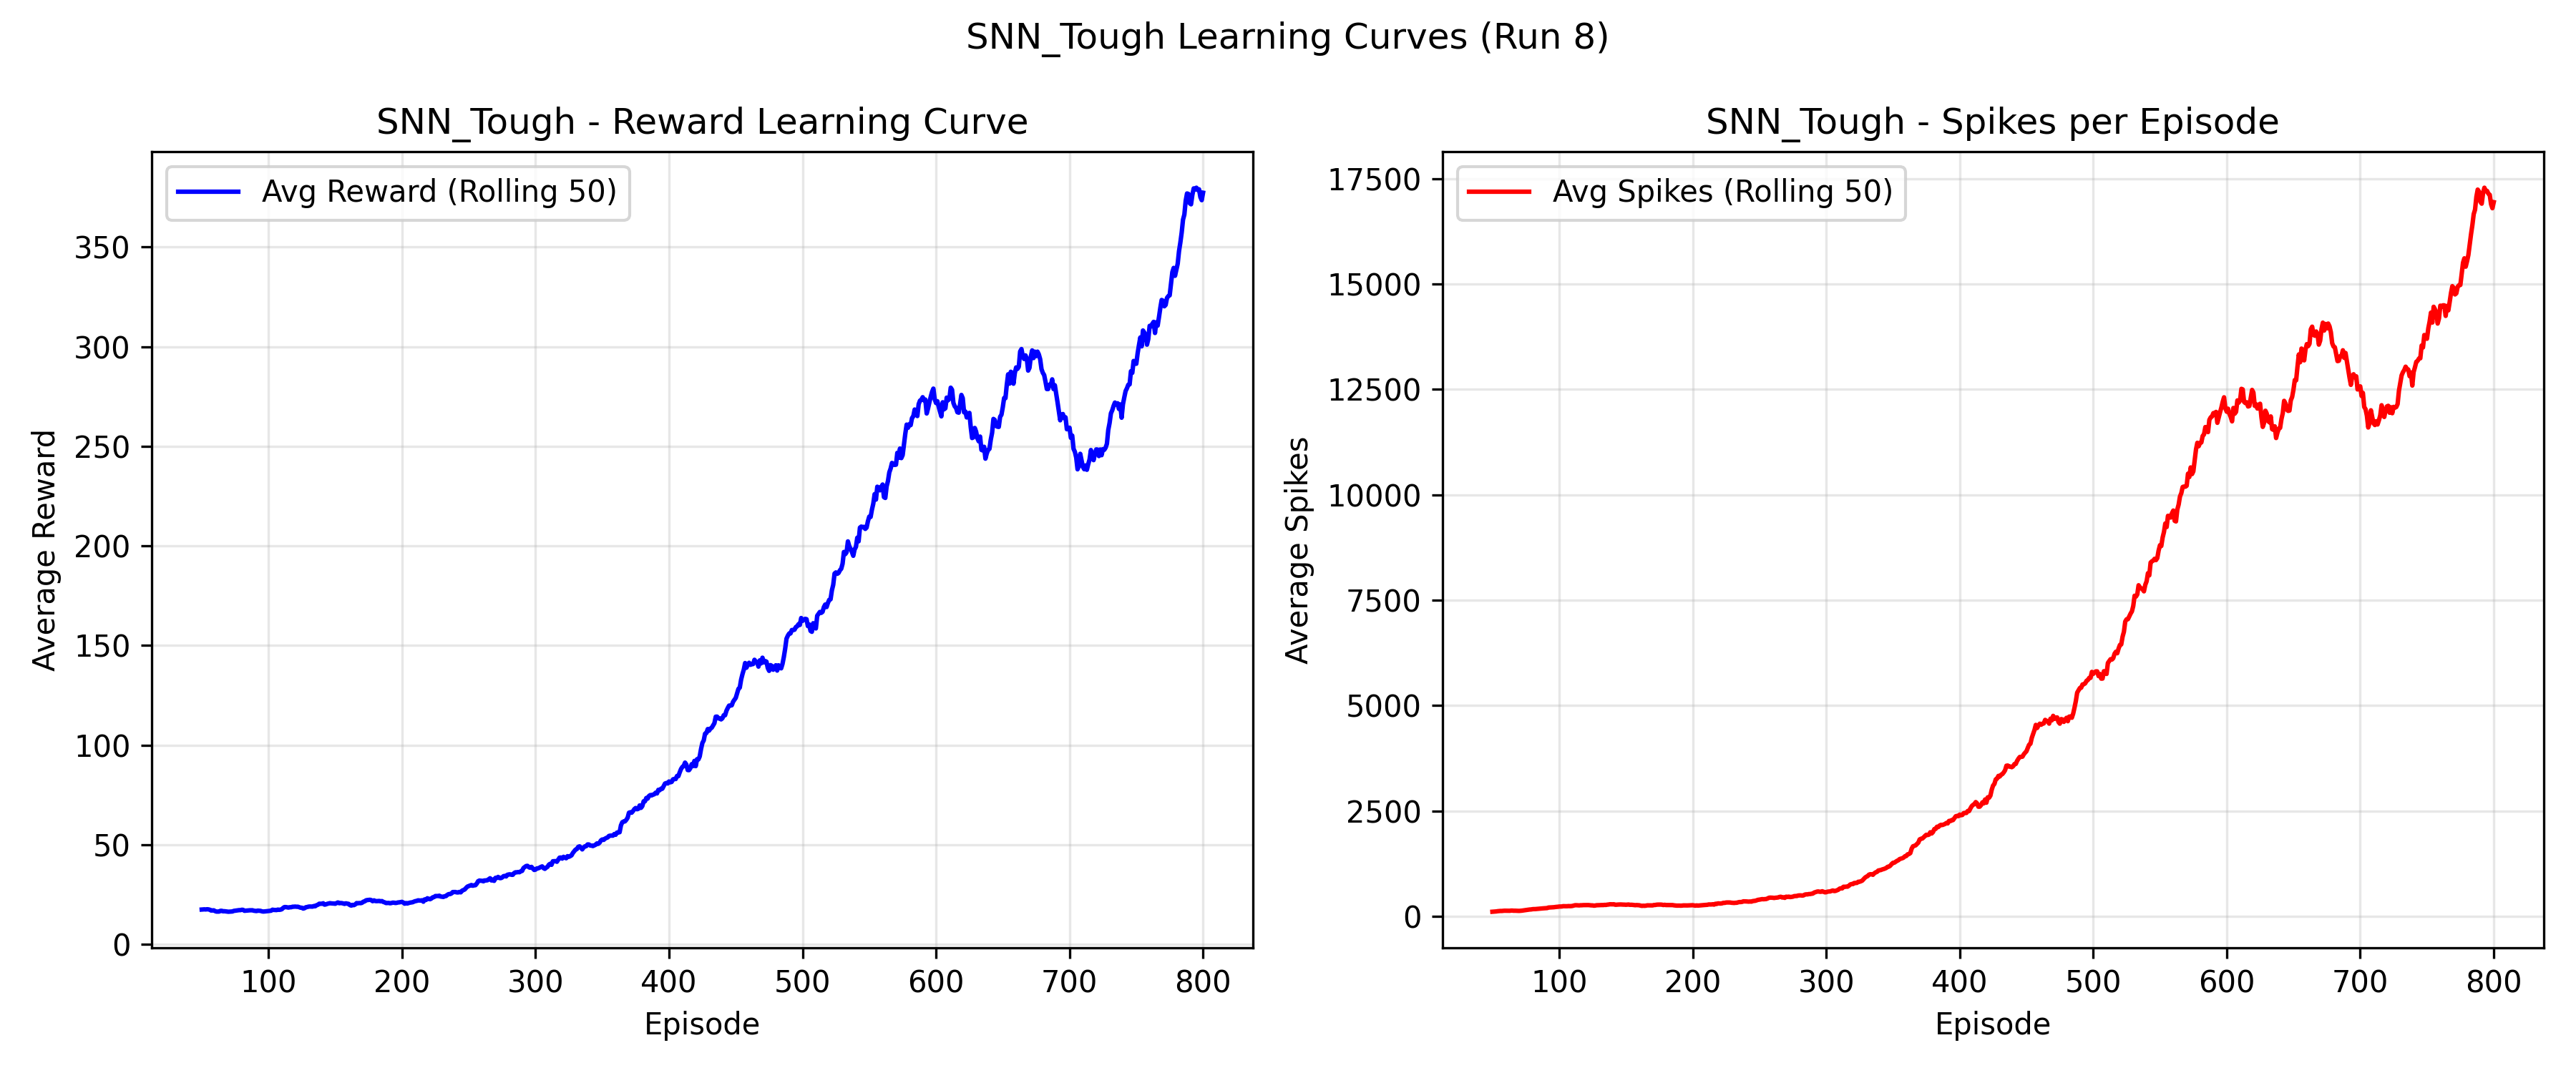 SNN_Tough Learning Curves (Run 8)
SNN_Tough - Reward Learning Curve
Avg Reward (Rolling 50)
Average Reward
350
300
250
200
150
100
50
0
100 200 300 400 500 600 700 800
Episode
SNN_Tough - Spikes per Episode
Avg Spikes (Rolling 50)
Average Spikes
17500
15000
12500
10000
7500
5000
2500
0
100 200 300 400 500 600 700 800
Episode